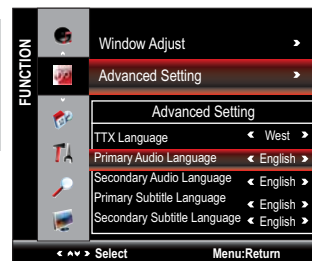 FUNCTION
Window Adjust
Advanced Setting
Advanced Setting
TTX Language West
Primary Audio Language English
Secondary Audio Language English
Primary Subtitle Language English
Secondary Subtitle Language English
Select Menu:Return